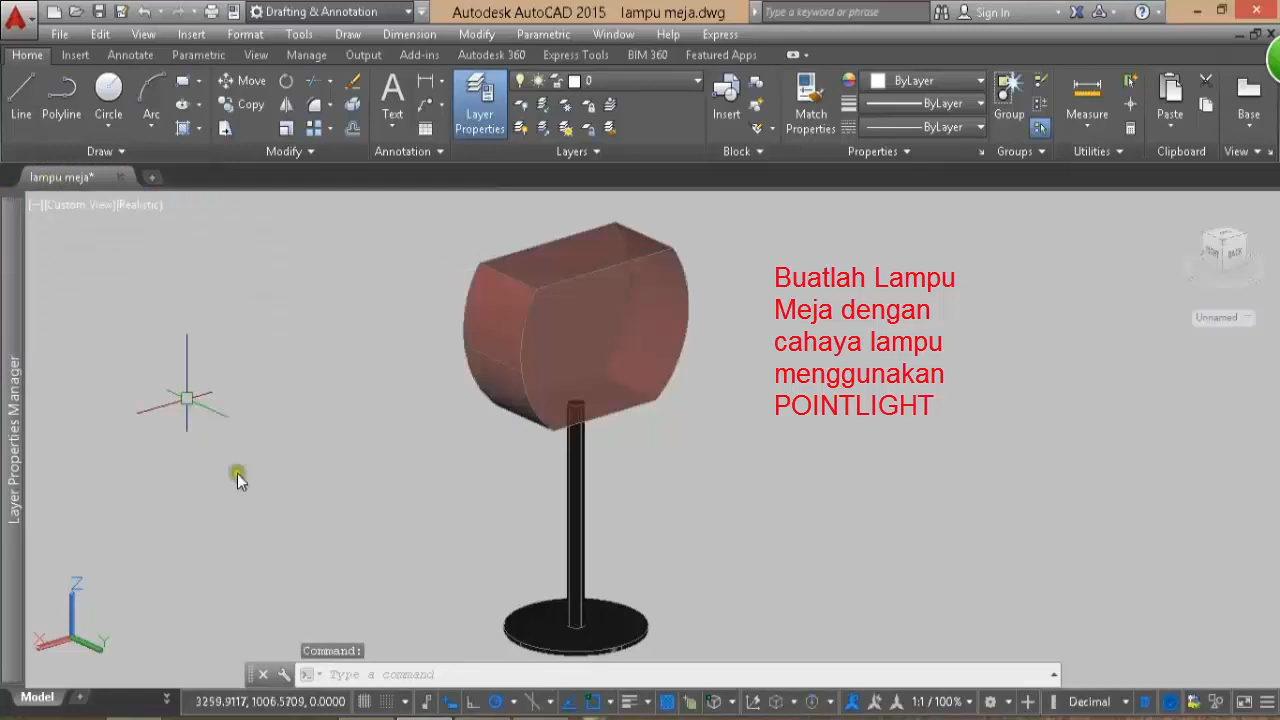 Drafting & Annotation
Autodesk AutoCAD 2015 lampu meja.dwg
Type a keyword or phrase
Sign In
File Edit View Insert Format Tools Draw Dimension Modify Parametric Window Help Express
Home Insert Annotate Parametric View Manage Output Add-ins Autodesk 360 Express Tools BIM 360 Featured Apps
Line Polyline Circle Arc
Move
Copy
Text
Layer Properties
0
Insert
Match Properties
ByLayer
ByLayer
ByLayer
Group
Measure
Paste
Base
Draw Modify Annotation Layers Block Properties Groups Utilities Clipboard View
lampu meja*
[−][Custom View][Realistic]
BACK
Unnamed
Buatlah Lampu
Meja dengan
cahaya lampu
menggunakan
POINTLIGHT
Layer Properties Manager
Z
X
Y
Command:
Type a command
Model
3259.9117, 1006.5709, 0.0000
1:1 / 100%
Decimal